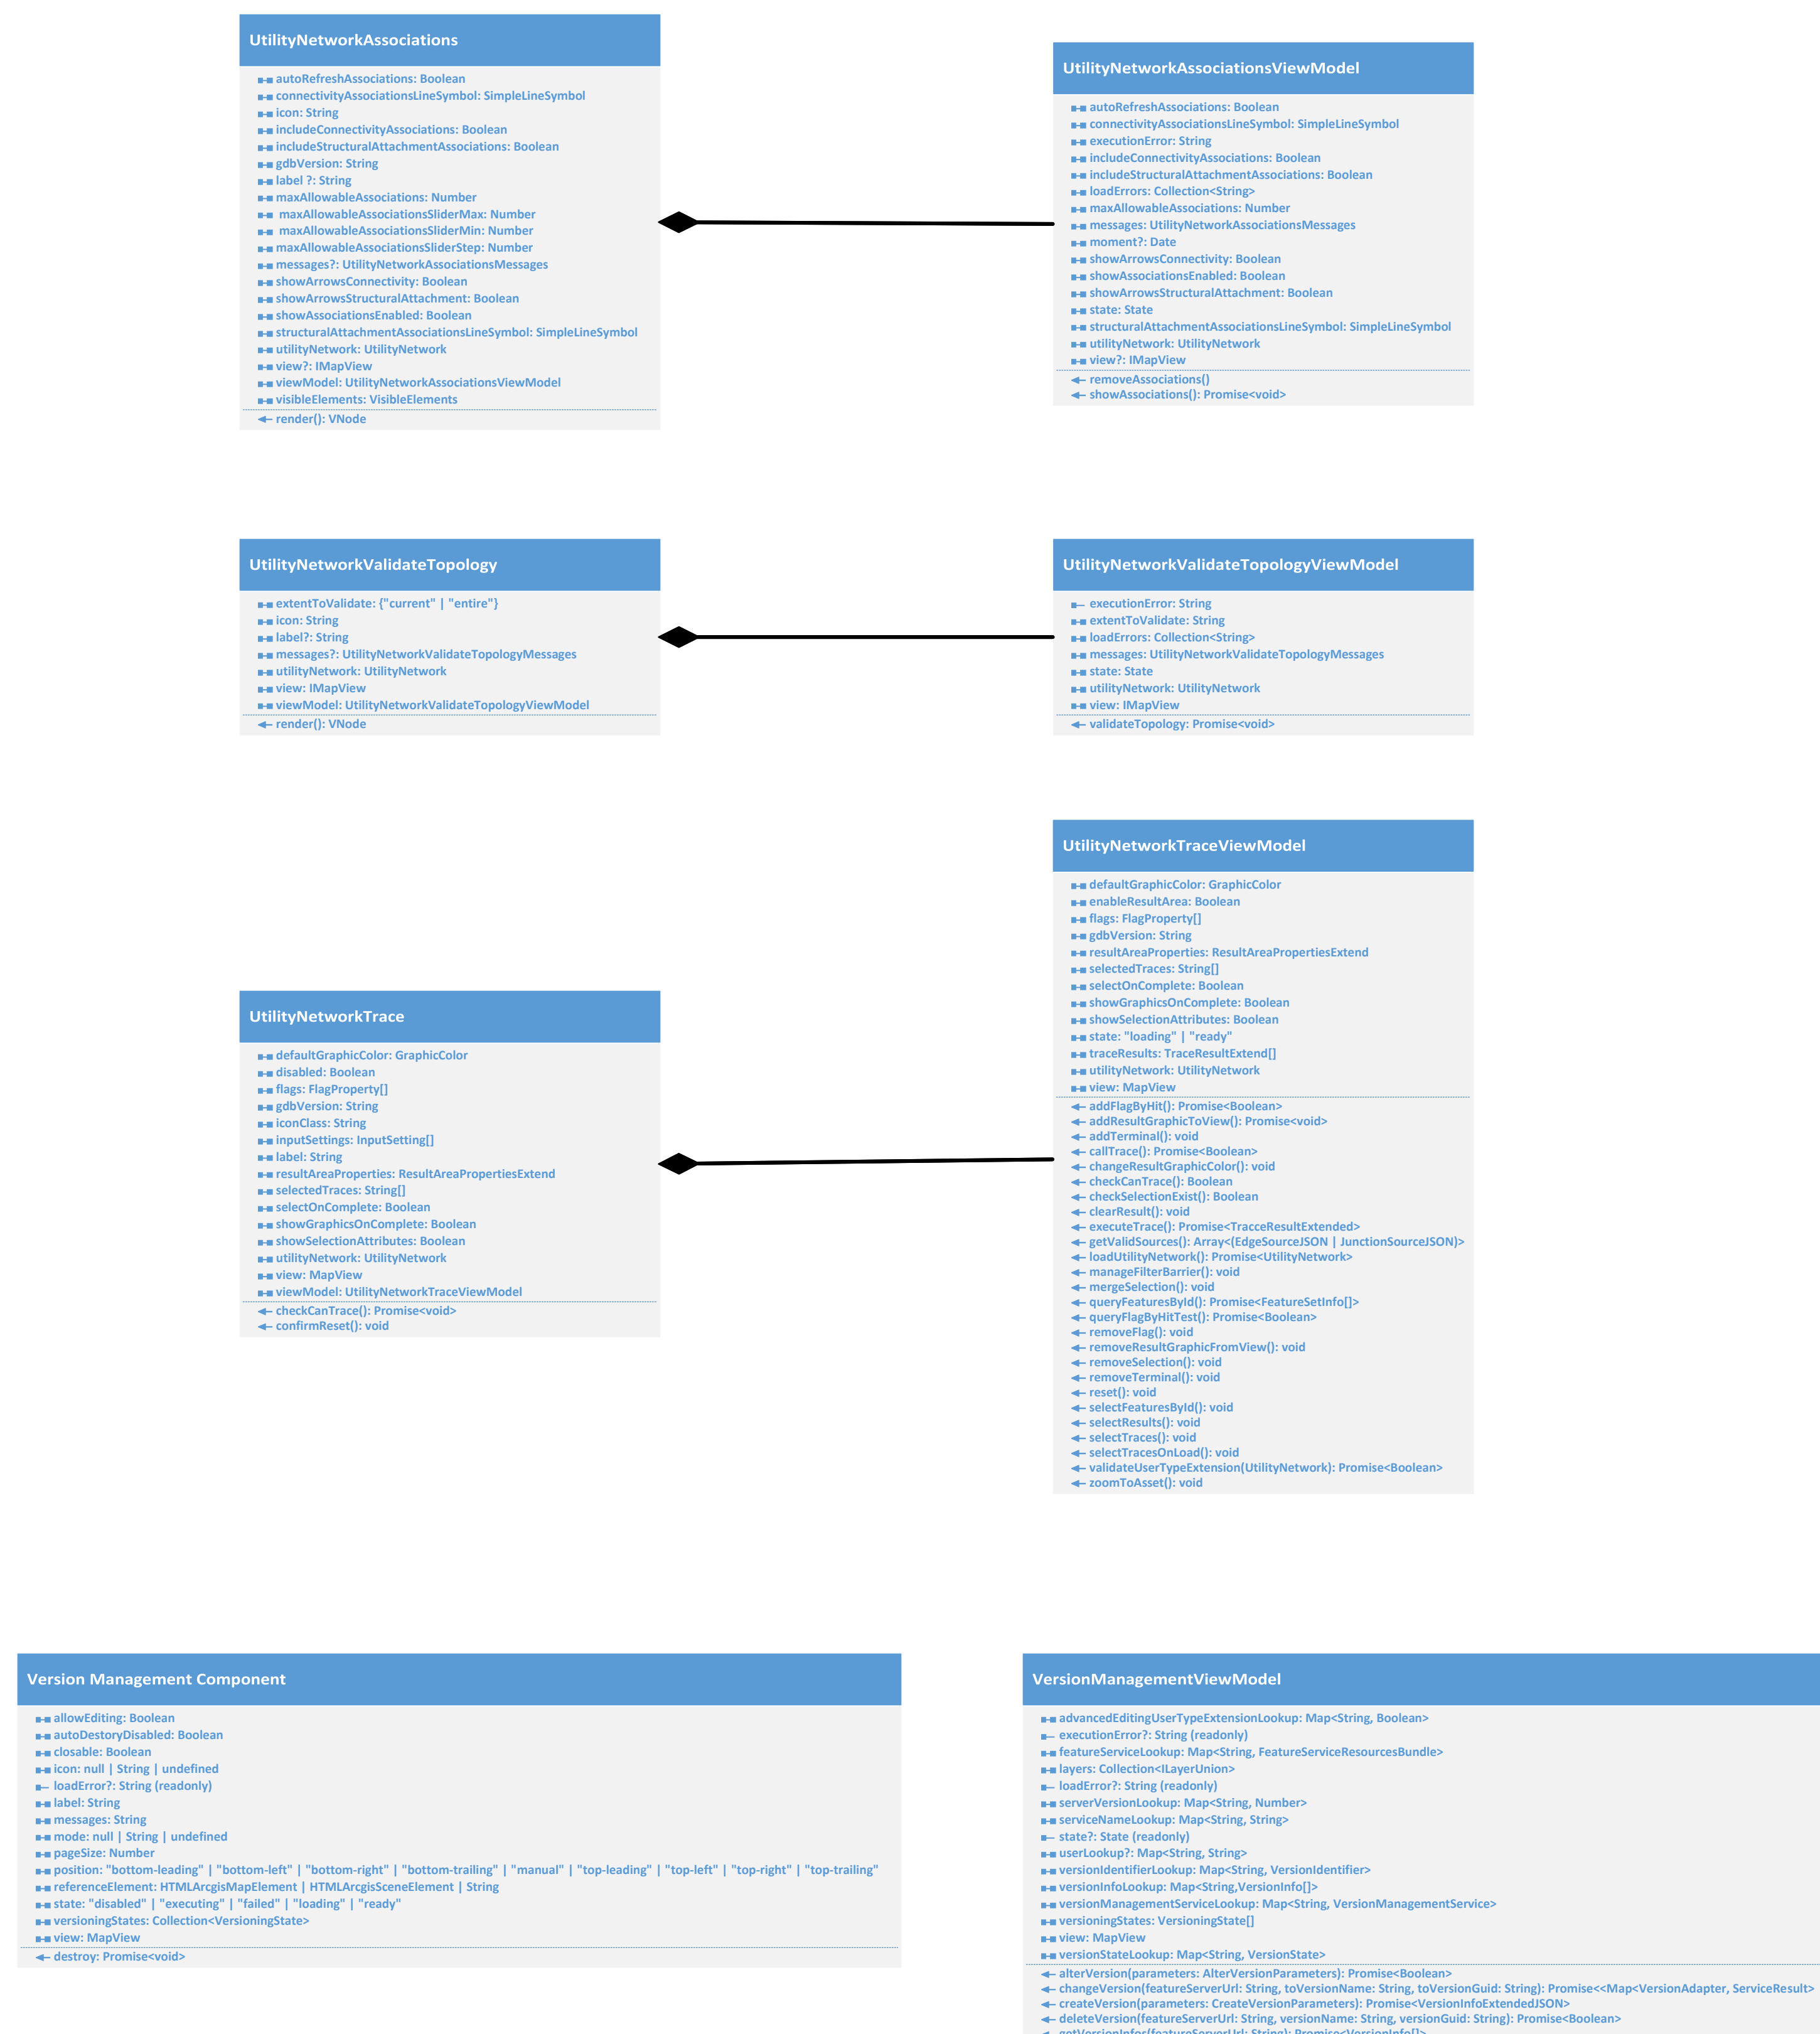 UtilityNetworkAssociations
autoRefreshAssociations: Boolean
connectivityAssociationsLineSymbol: SimpleLineSymbol
icon: String
includeConnectivityAssociations: Boolean
includeStructuralAttachmentAssociations: Boolean
gdbVersion: String
label ?: String
maxAllowableAssociations: Number
maxAllowableAssociationsSliderMax: Number
maxAllowableAssociationsSliderMin: Number
maxAllowableAssociationsSliderStep: Number
messages?: UtilityNetworkAssociationsMessages
showArrowsConnectivity: Boolean
showArrowsStructuralAttachment: Boolean
showAssociationsEnabled: Boolean
structuralAttachmentAssociationsLineSymbol: SimpleLineSymbol
utilityNetwork: UtilityNetwork
view?: IMapView
viewModel: UtilityNetworkAssociationsViewModel
visibleElements: VisibleElements
render(): VNode
UtilityNetworkAssociationsViewModel
autoRefreshAssociations: Boolean
connectivityAssociationsLineSymbol: SimpleLineSymbol
executionError: String
includeConnectivityAssociations: Boolean
includeStructuralAttachmentAssociations: Boolean
loadErrors: Collection<String>
maxAllowableAssociations: Number
messages: UtilityNetworkAssociationsMessages
moment?: Date
showArrowsConnectivity: Boolean
showAssociationsEnabled: Boolean
showArrowsStructuralAttachment: Boolean
state: State
structuralAttachmentAssociationsLineSymbol: SimpleLineSymbol
utilityNetwork: UtilityNetwork
view?: IMapView
removeAssociations()
showAssociations(): Promise<void>
UtilityNetworkValidateTopology
extentToValidate: {"current" | "entire"}
icon: String
label?: String
messages?: UtilityNetworkValidateTopologyMessages
utilityNetwork: UtilityNetwork
view: IMapView
viewModel: UtilityNetworkValidateTopologyViewModel
render(): VNode
UtilityNetworkValidateTopologyViewModel
executionError: String
extentToValidate: String
loadErrors: Collection<String>
messages: UtilityNetworkValidateTopologyMessages
state: State
utilityNetwork: UtilityNetwork
view: IMapView
validateTopology: Promise<void>
UtilityNetworkTrace
defaultGraphicColor: GraphicColor
disabled: Boolean
flags: FlagProperty[]
gdbVersion: String
iconClass: String
inputSettings: InputSetting[]
label: String
resultAreaProperties: ResultAreaPropertiesExtend
selectedTraces: String[]
selectOnComplete: Boolean
showGraphicsOnComplete: Boolean
showSelectionAttributes: Boolean
utilityNetwork: UtilityNetwork
view: MapView
viewModel: UtilityNetworkTraceViewModel
checkCanTrace(): Promise<void>
confirmReset(): void
UtilityNetworkTraceViewModel
defaultGraphicColor: GraphicColor
enableResultArea: Boolean
flags: FlagProperty[]
gdbVersion: String
resultAreaProperties: ResultAreaPropertiesExtend
selectedTraces: String[]
selectOnComplete: Boolean
showGraphicsOnComplete: Boolean
showSelectionAttributes: Boolean
state: "loading" | "ready"
traceResults: TraceResultExtend[]
utilityNetwork: UtilityNetwork
view: MapView
addFlagByHit(): Promise<Boolean>
addResultGraphicToView(): Promise<void>
addTerminal(): void
callTrace(): Promise<Boolean>
changeResultGraphicColor(): void
checkCanTrace(): Boolean
checkSelectionExist(): Boolean
clearResult(): void
executeTrace(): Promise<TracceResultExtended>
getValidSources(): Array<(EdgeSourceJSON | JunctionSourceJSON)>
loadUtilityNetwork(): Promise<UtilityNetwork>
manageFilterBarrier(): void
mergeSelection(): void
queryFeaturesById(): Promise<FeatureSetInfo[]>
queryFlagByHitTest(): Promise<Boolean>
removeFlag(): void
removeResultGraphicFromView(): void
removeSelection(): void
removeTerminal(): void
reset(): void
selectFeaturesById(): void
selectResults(): void
selectTraces(): void
selectTracesOnLoad(): void
validateUserTypeExtension(UtilityNetwork): Promise<Boolean>
zoomToAsset(): void
Version Management Component
allowEditing: Boolean
autoDestoryDisabled: Boolean
closable: Boolean
icon: null | String | undefined
loadError?: String (readonly)
label: String
messages: String
mode: null | String | undefined
pageSize: Number
position: "bottom-leading" | "bottom-left" | "bottom-right" | "bottom-trailing" | "manual" | "top-leading" | "top-left" | "top-right" | "top-trailing"
referenceElement: HTMLArcgisMapElement | HTMLArcgisSceneElement | String
state: "disabled" | "executing" | "failed" | "loading" | "ready"
versioningStates: Collection<VersioningState>
view: MapView
destroy: Promise<void>
VersionManagementViewModel
advancedEditingUserTypeExtensionLookup: Map<String, Boolean>
executionError?: String (readonly)
featureServiceLookup: Map<String, FeatureServiceResourcesBundle>
layers: Collection<ILayerUnion>
loadError?: String (readonly)
serverVersionLookup: Map<String, Number>
serviceNameLookup: Map<String, String>
state?: State (readonly)
userLookup?: Map<String, String>
versionIdentifierLookup: Map<String, VersionIdentifier>
versionInfoLookup: Map<String,VersionInfo[]>
versionManagementServiceLookup: Map<String, VersionManagementService>
versioningStates: VersioningState[]
view: MapView
versionStateLookup: Map<String, VersionState>
alterVersion(parameters: AlterVersionParameters): Promise<Boolean>
changeVersion(featureServerUrl: String, toVersionName: String, toVersionGuid: String): Promise<<Map<VersionAdapter, ServiceResult>
createVersion(parameters: CreateVersionParameters): Promise<VersionInfoExtendedJSON>
deleteVersion(featureServerUrl: String, versionName: String, versionGuid: String): Promise<Boolean>
getVersionInfos(featureServerUrl: String): Promise<VersionInfo[]>